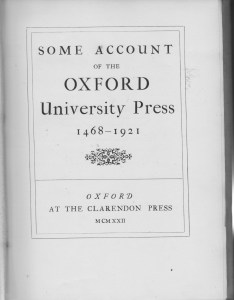 SOME ACCOUNT
OF THE
OXFORD
University Press
1468–1921
OXFORD
AT THE CLARENDON PRESS
MCMXXII